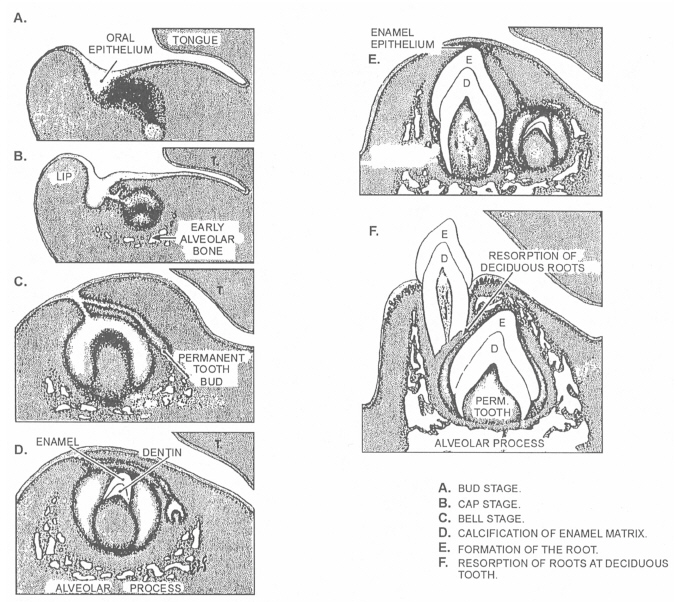 A.
ORAL
EPITHELIUM
TONGUE
B.
T.
LIP
EARLY
ALVEOLAR
BONE
C.
T.
PERMANENT
TOOTH
BUD
D.
ENAMEL
DENTIN
T.
ALVEOLAR PROCESS
ENAMEL
EPITHELIUM
E.
E
D
F.
E
D
RESORPTION OF
DECIDUOUS ROOTS
E
D
PERM.
TOOTH
ALVEOLAR PROCESS
A. BUD STAGE.
B. CAP STAGE.
C. BELL STAGE.
D. CALCIFICATION OF ENAMEL MATRIX.
E. FORMATION OF THE ROOT.
F. RESORPTION OF ROOTS AT DECIDUOUS
TOOTH.